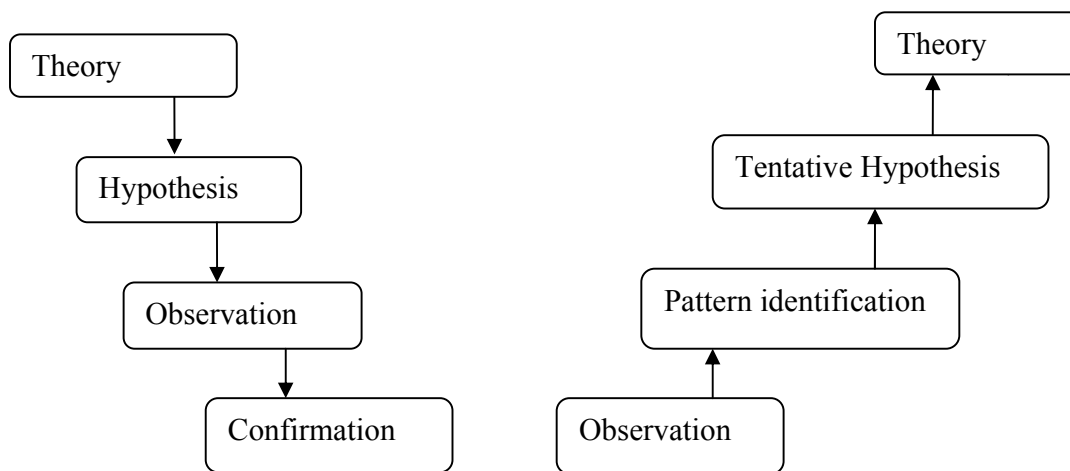 Theory
Hypothesis
Observation
Confirmation
Theory
Tentative Hypothesis
Pattern identification
Observation